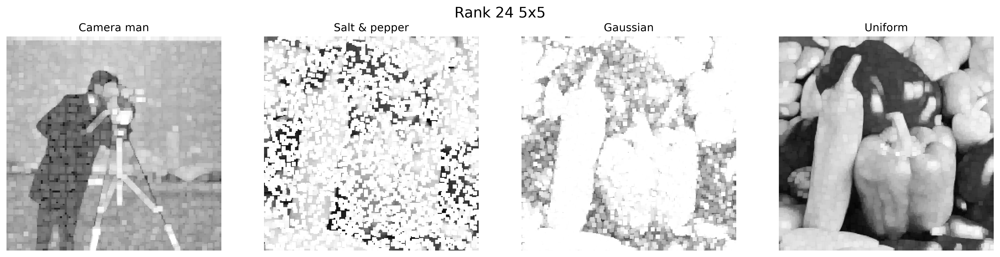 Rank 24 5x5
Camera man
Salt & pepper
Gaussian
Uniform